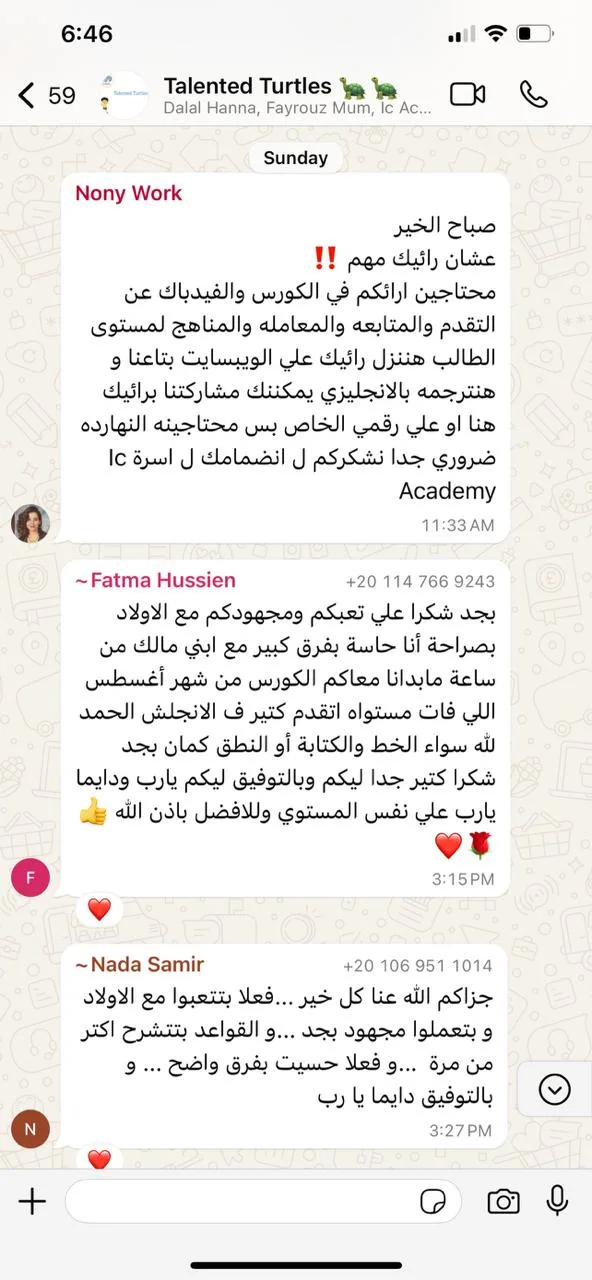 6:46
59
Talented Turtles 🐢🐢
Dalal Hanna, Fayrouz Mum, Ic Ac...
Sunday
Nony Work
صباح الخير
عشان رائيك مهم ‼️
محتاجين ارائكم في الكورس والفيدباك عن
التقدم والمتابعه والمعامله والمناهج لمستوى
الطالب هننزل رائيك علي الويبسايت بتاعنا و
هنترجمه بالانجليزي يمكننك مشاركتنا برائيك
هنا او علي رقمي الخاص بس محتاجينه النهارده
ضروري جدا نشكركم ل انضمامك ل اسرة Ic
Academy
11:33 AM
~Fatma Hussien +20 114 766 9243
بجد شكرا علي تعبكم ومجهودكم مع الاولاد
بصراحة أنا حاسة بفرق كبير مع ابني مالك من
ساعة مابدانا معاكم الكورس من شهر أغسطس
اللي فات مستواه اتقدم كتير ف الانجلش الحمد
لله سواء الخط والكتابة أو النطق كمان بجد
شكرا كتير جدا ليكم وبالتوفيق ليكم يارب ودايما
يارب علي نفس المستوي وللافضل باذن الله 👍
🌹❤️
3:15 PM
F
❤️
~Nada Samir +20 106 951 1014
جزاكم الله عنا كل خير ...فعلا بتتعبوا مع الاولاد
و بتعملوا مجهود بجد ...و القواعد بتتشرح اكتر
من مرة ...و فعلا حسيت بفرق واضح ... و
بالتوفيق دايما يا رب
3:27 PM
N
❤️